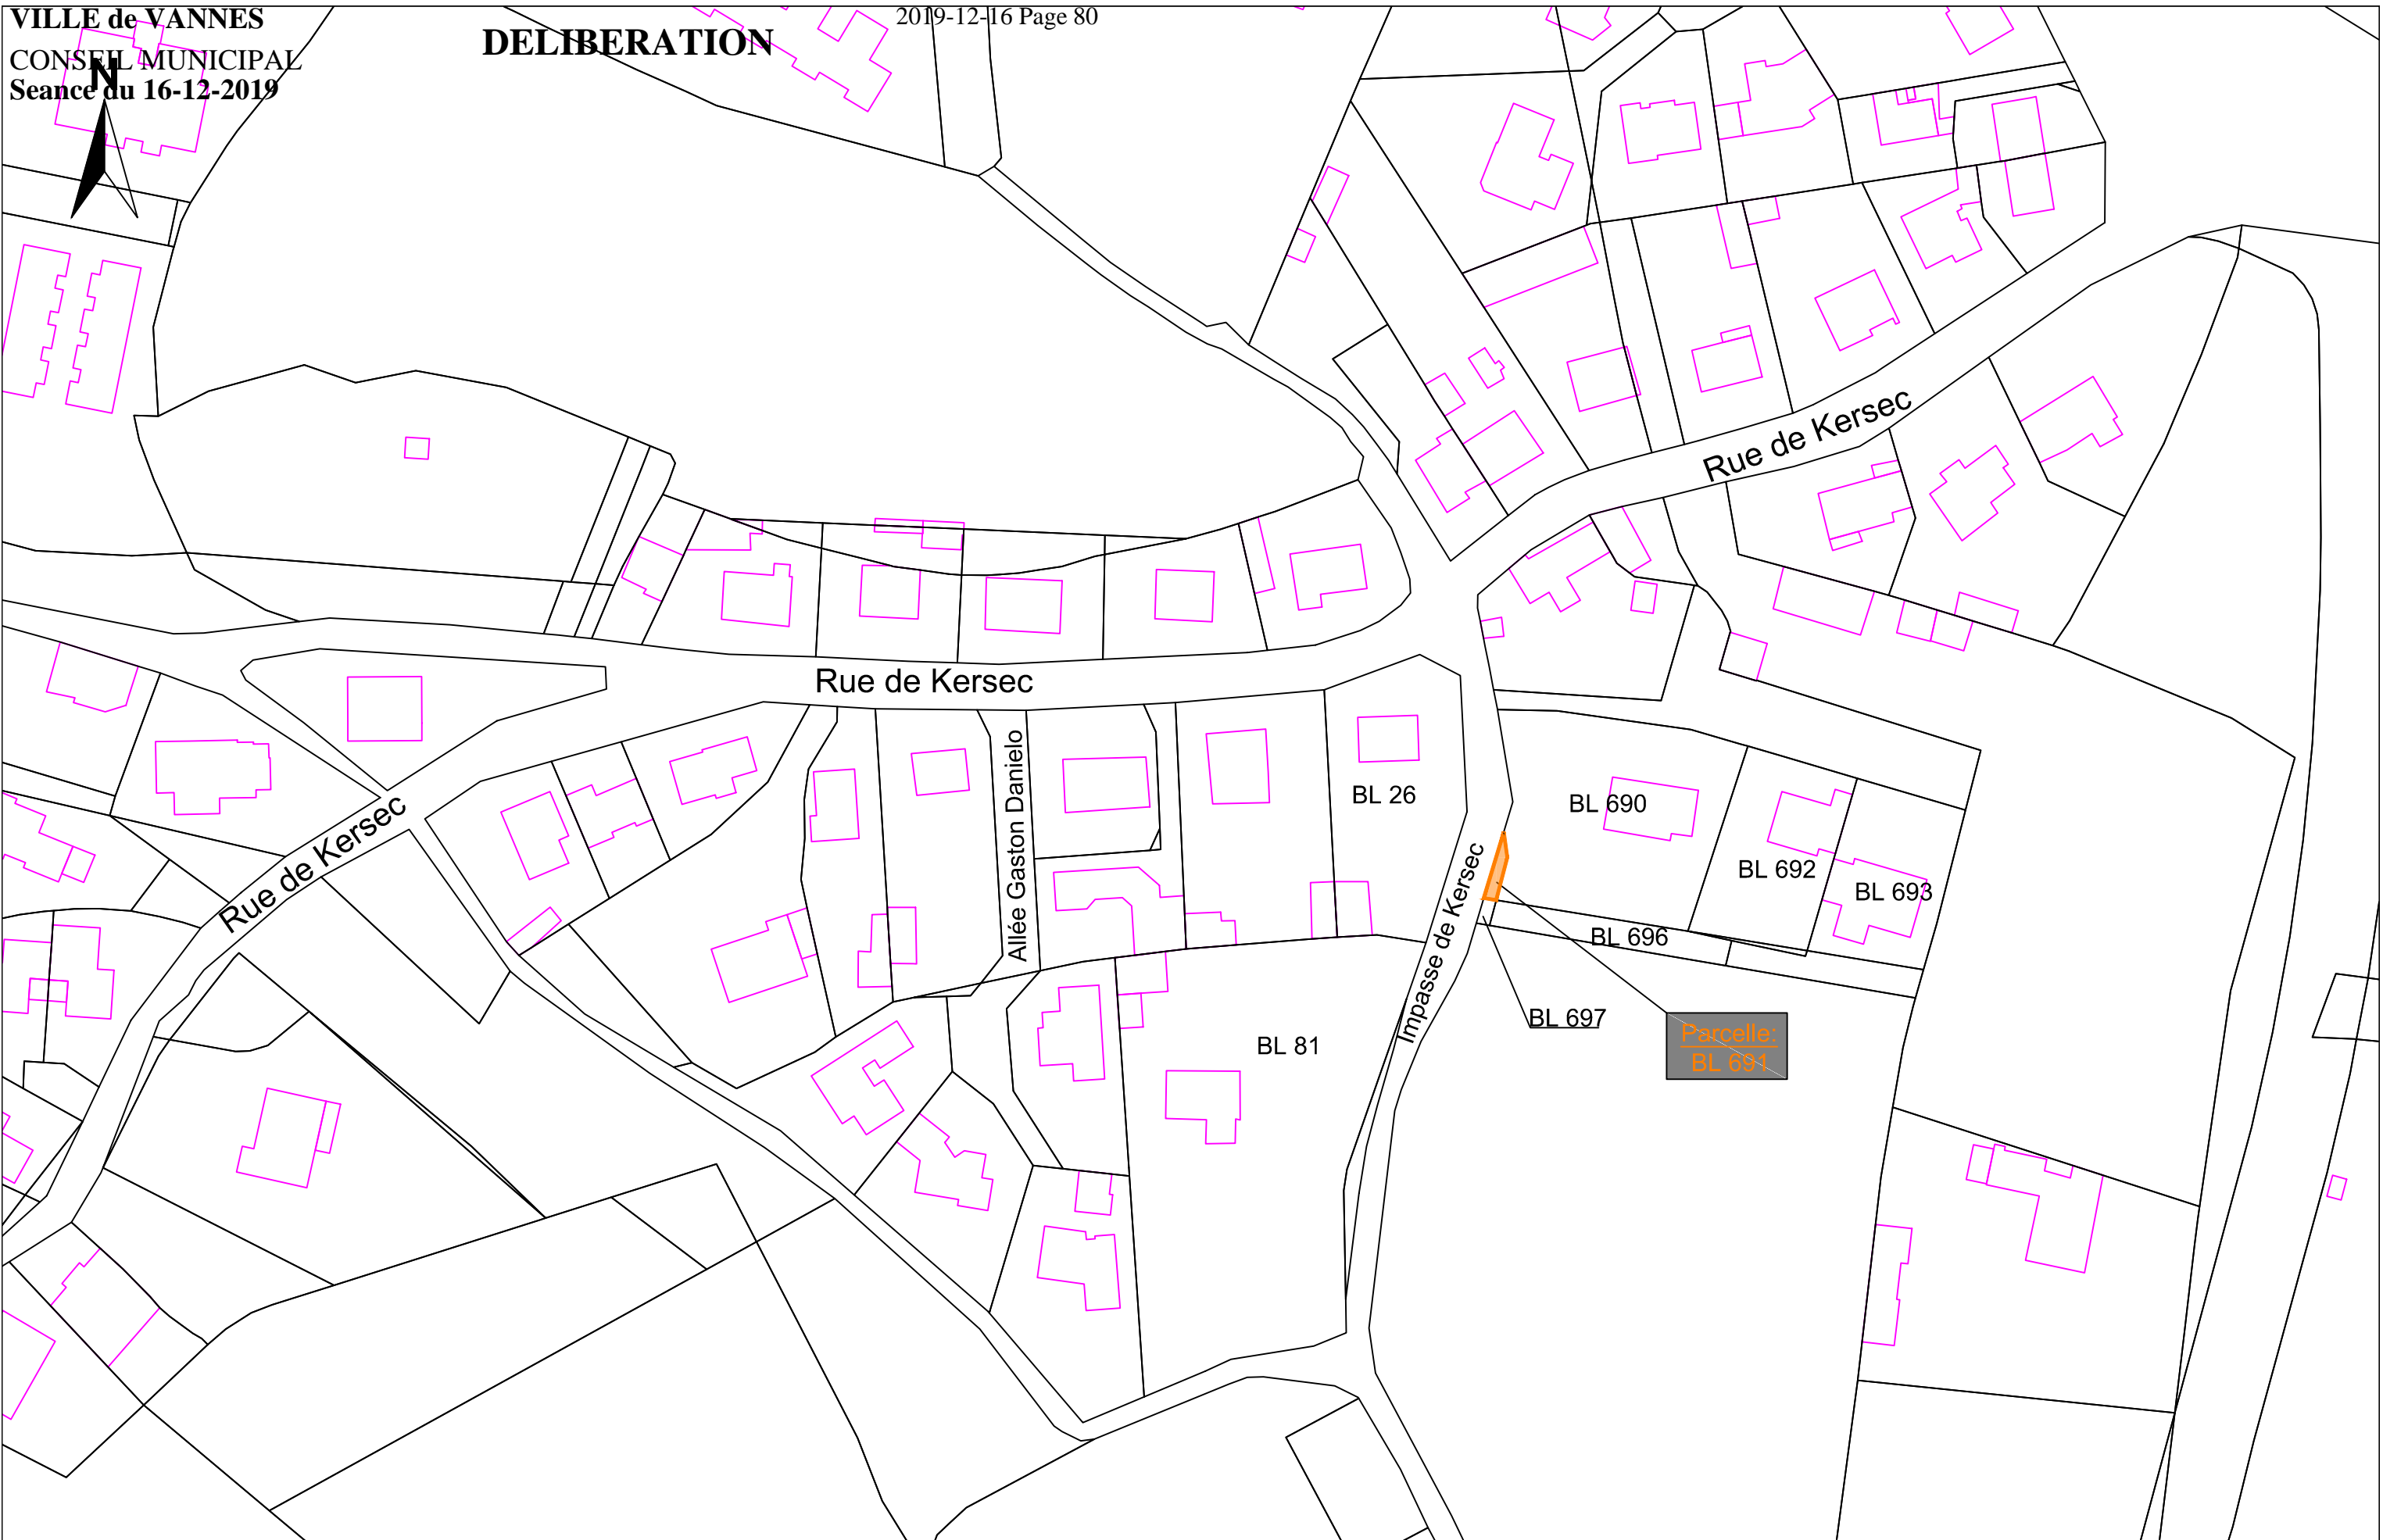 VILLE de VANNES
CONSEIL MUNICIPAL
Seance du 16-12-2019
DELIBERATION
2019-12-16 Page 80
N
Rue de Kersec
Rue de Kersec
Rue de Kersec
Allée Gaston Danielo
Impasse de Kersec
BL 26
BL 690
BL 692
BL 693
BL 696
BL 697
BL 81
Parcelle:
BL 691